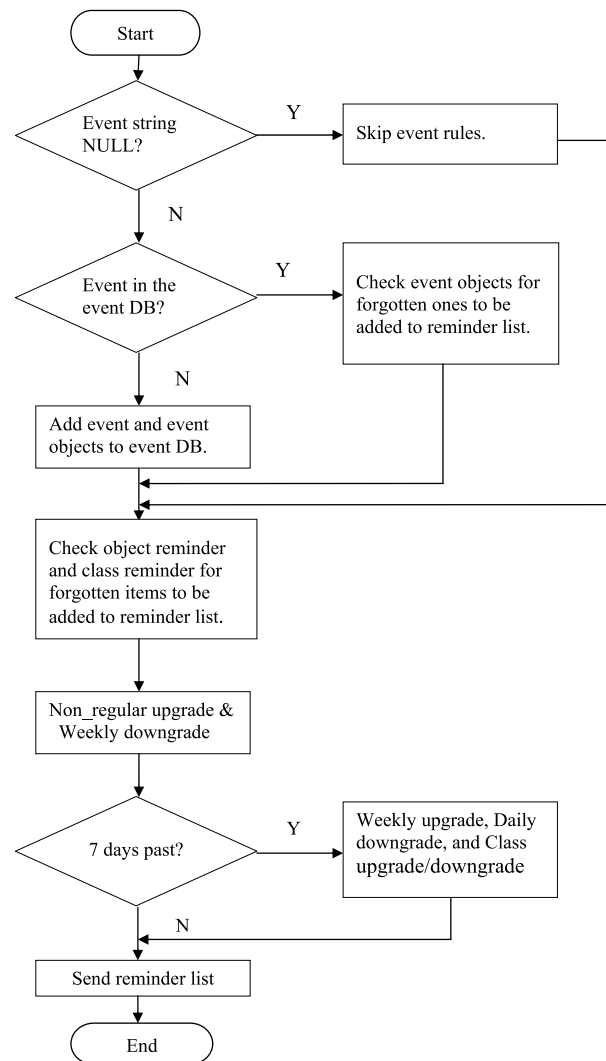 Start
Event string
NULL?
Y
Skip event rules.
N
Event in the
event DB?
Y
Check event objects for
forgotten ones to be
added to reminder list.
N
Add event and event
objects to event DB.
Check object reminder
and class reminder for
forgotten items to be
added to reminder list.
Non_regular upgrade &
Weekly downgrade
7 days past?
Y
Weekly upgrade, Daily
downgrade, and Class
upgrade/downgrade
N
Send reminder list
End